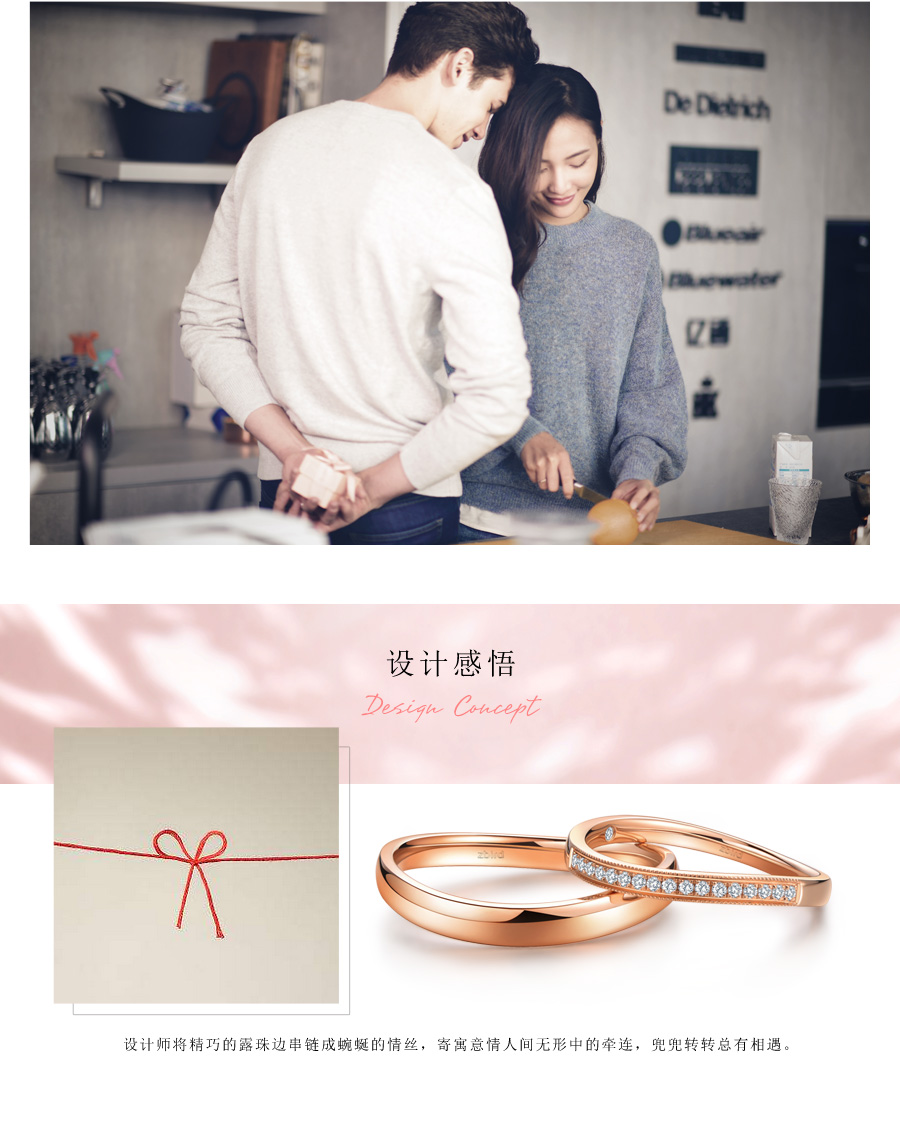 De Dietrich
Blueair
Bluewater
设计感悟
Design Concept
zbird
设计师将精巧的露珠边串链成蜿蜒的情丝，寄寓意情人间无形中的牵连，兜兜转转总有相遇。